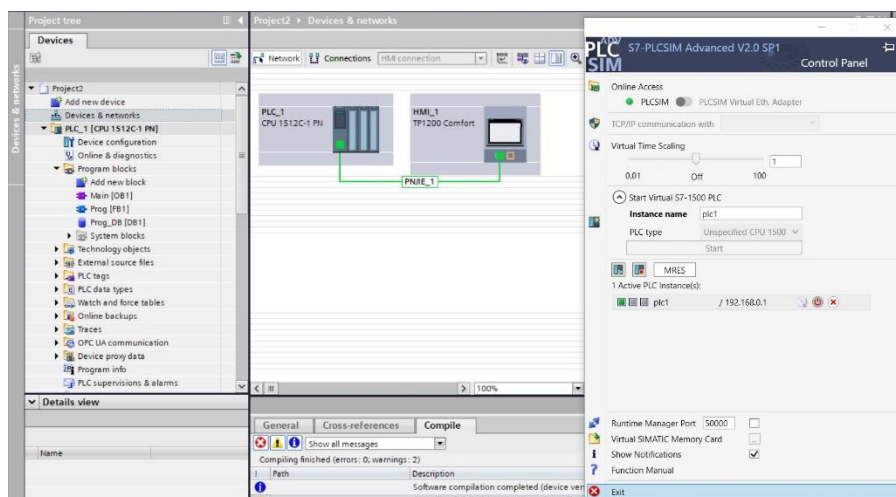 Project tree
Devices
Devices & networks
Project2
Add new device
Devices & networks
PLC_1 [CPU 1512C-1 PN]
Device configuration
Online & diagnostics
Program blocks
Add new block
Main [OB1]
Prog [FB1]
Prog_DB [DB1]
System blocks
Technology objects
External source files
PLC tags
PLC data types
Watch and force tables
Online backups
Traces
OPC UA communication
Device proxy data
Program info
PLC supervisions & alarms
Details view
Name
Project2 ▸ Devices & networks
Network Connections HMI connection
PLC_1
CPU 1512C-1 PN
HMI_1
TP1200 Comfort
PN/IE_1
100%
General Cross-references Compile
Show all messages
Compiling finished (errors: 0; warnings: 2)
! Path Description
Software compilation completed (device ver
PLC ADV
SIM
S7-PLCSIM Advanced V2.0 SP1
Control Panel
Online Access
PLCSIM PLCSIM Virtual Eth. Adapter
TCP/IP communication with
Virtual Time Scaling
1
0.01 Off 100
Start Virtual S7-1500 PLC
Instance name plc1
PLC type Unspecified CPU 1500
Start
MRES
1 Active PLC Instance(s):
plc1 / 192.168.0.1
Runtime Manager Port 50000
Virtual SIMATIC Memory Card ...
Show Notifications
Function Manual
Exit